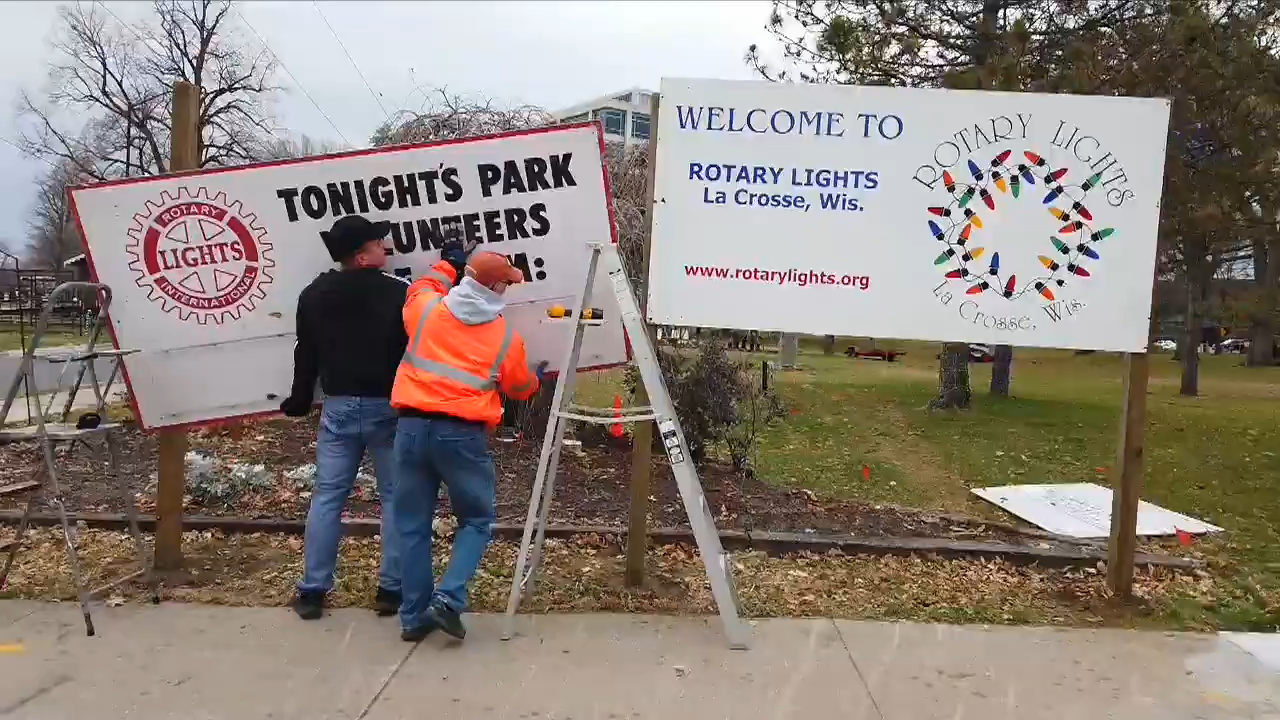 TONIGHT'S PARK
ROTARY
LIGHTS
INTERNATIONAL
WELCOME TO
ROTARY LIGHTS
La Crosse, Wis.
www.rotarylights.org
ROTARY LIGHTS
La Crosse, Wis.